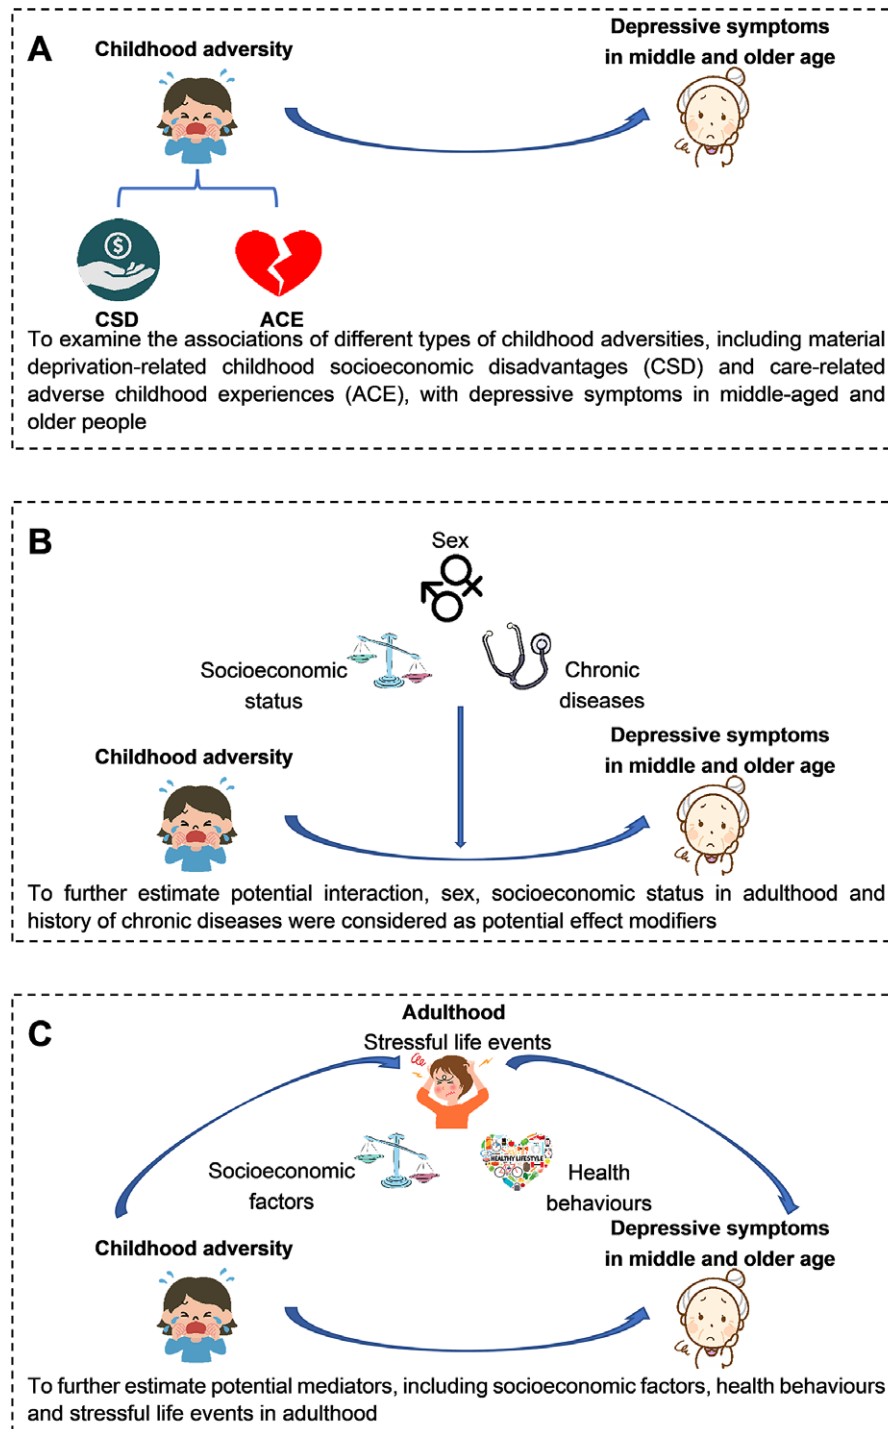 A
Childhood adversity
Depressive symptoms
in middle and older age
$
CSD
ACE
To examine the associations of different types of childhood adversities, including material
deprivation-related childhood socioeconomic disadvantages (CSD) and care-related
adverse childhood experiences (ACE), with depressive symptoms in middle-aged and
older people
B
Sex
Socioeconomic
status
Chronic
diseases
Childhood adversity
Depressive symptoms
in middle and older age
To further estimate potential interaction, sex, socioeconomic status in adulthood and
history of chronic diseases were considered as potential effect modifiers
C
Adulthood
Stressful life events
Socioeconomic
factors
HEALTHY LIFESTYLE
Health
behaviours
Childhood adversity
Depressive symptoms
in middle and older age
To further estimate potential mediators, including socioeconomic factors, health behaviours
and stressful life events in adulthood